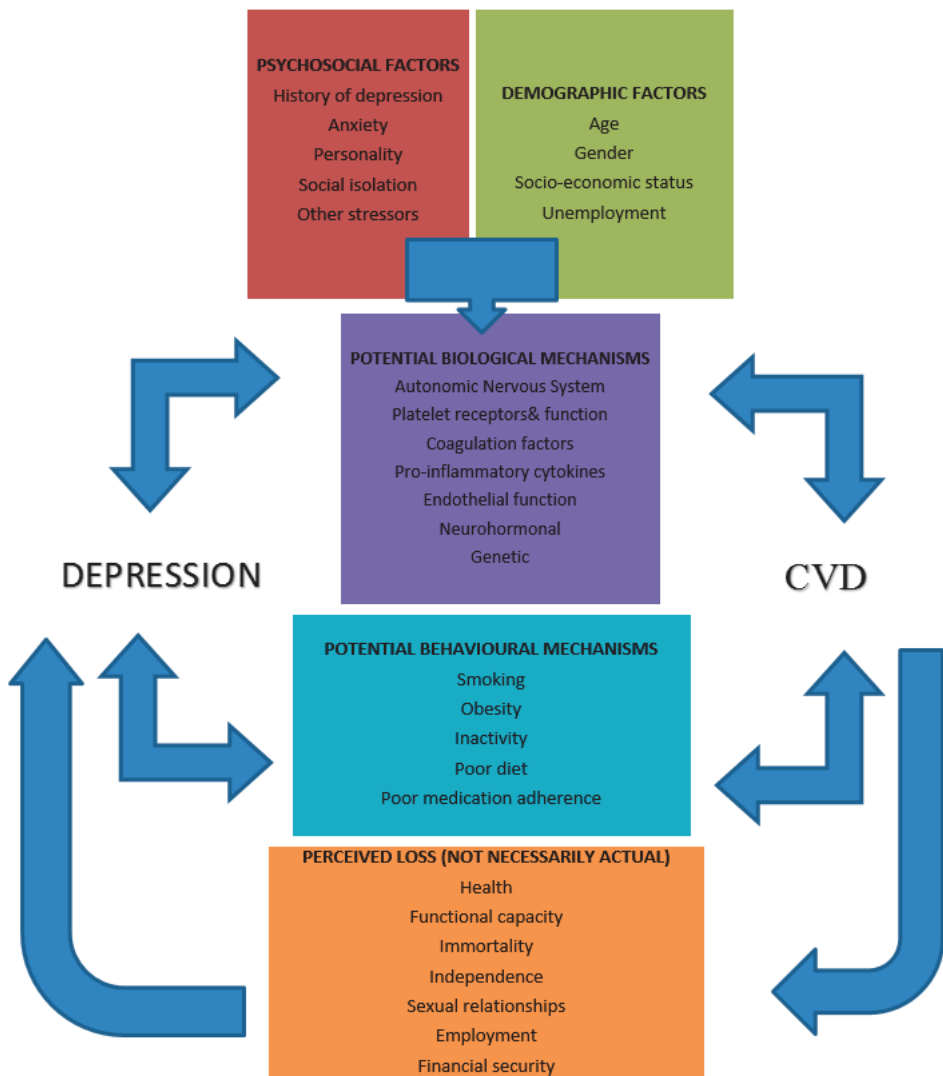 PSYCHOSOCIAL FACTORS
History of depression
Anxiety
Personality
Social isolation
Other stressors
DEMOGRAPHIC FACTORS
Age
Gender
Socio-economic status
Unemployment
POTENTIAL BIOLOGICAL MECHANISMS
Autonomic Nervous System
Platelet receptors& function
Coagulation factors
Pro-inflammatory cytokines
Endothelial function
Neurohormonal
Genetic
DEPRESSION
CVD
POTENTIAL BEHAVIOURAL MECHANISMS
Smoking
Obesity
Inactivity
Poor diet
Poor medication adherence
PERCEIVED LOSS (NOT NECESSARILY ACTUAL)
Health
Functional capacity
Immortality
Independence
Sexual relationships
Employment
Financial security